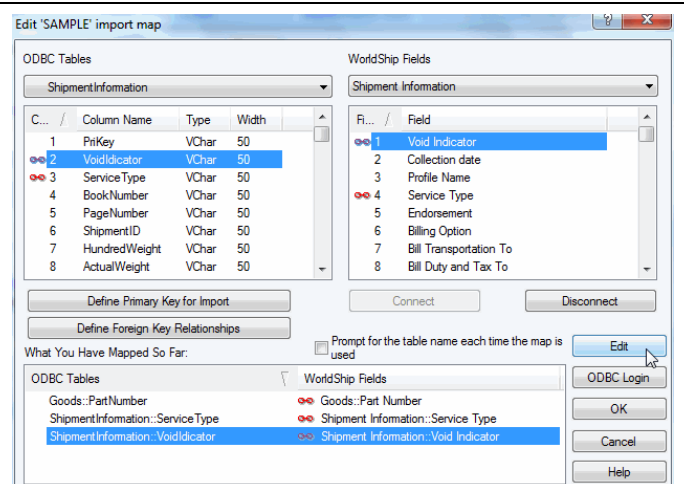 Edit 'SAMPLE' import map
ODBC Tables
WorldShip Fields
ShipmentInformation
Shipment Information
C... / Column Name Type Width
1 PriKey VChar 50
2 VoidIdicator VChar 50
3 ServiceType VChar 50
4 BookNumber VChar 50
5 PageNumber VChar 50
6 ShipmentID VChar 50
7 HundredWeight VChar 50
8 ActualWeight VChar 50
Fi... / Field
1 Void Indicator
2 Collection date
3 Profile Name
4 Service Type
5 Endorsement
6 Billing Option
7 Bill Transportation To
8 Bill Duty and Tax To
Define Primary Key for Import
Connect
Disconnect
Define Foreign Key Relationships
Prompt for the table name each time the map is
used
Edit
What You Have Mapped So Far:
ODBC Tables WorldShip Fields
Goods::PartNumber Goods::Part Number
ShipmentInformation::ServiceType Shipment Information::Service Type
ShipmentInformation::VoidIdicator Shipment Information::Void Indicator
ODBC Login
OK
Cancel
Help